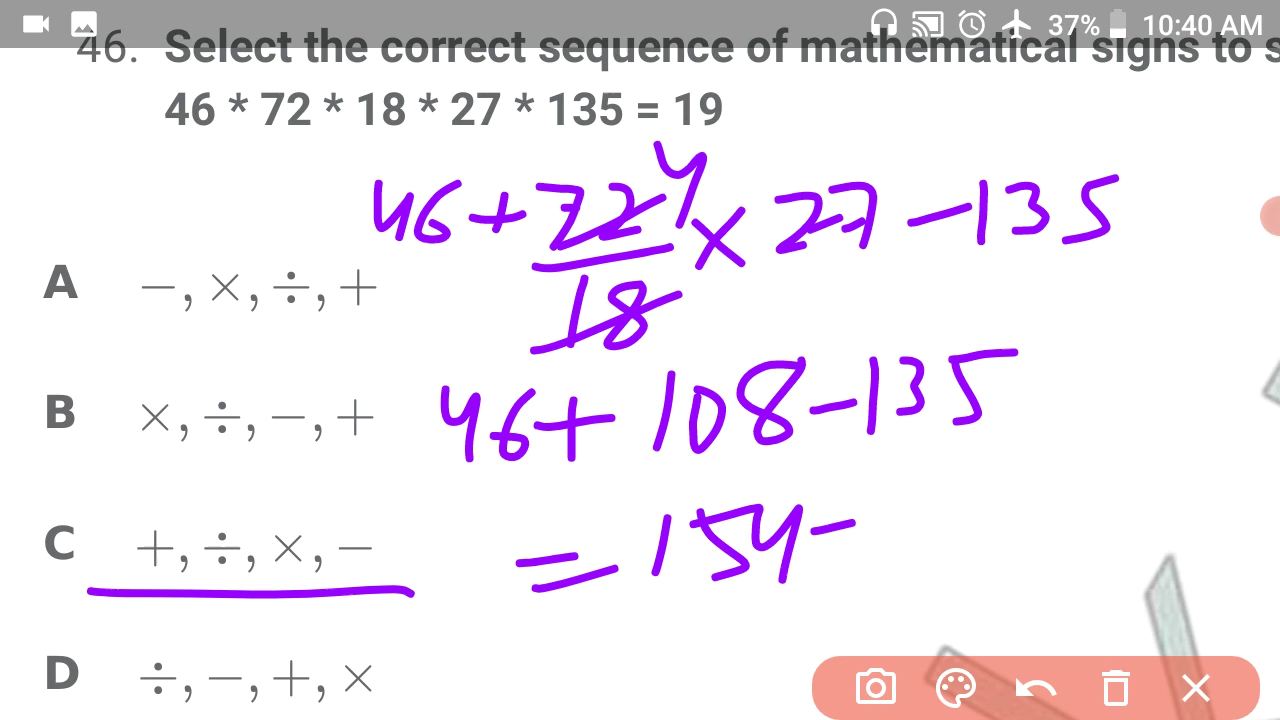 37% 10:40 AM
46. Select the correct sequence of mathematical signs to s
46 * 72 * 18 * 27 * 135 = 19
4
46+72/18 × 27 - 135
A −, ×, ÷, +
46+ 108-135
B ×, ÷, −, +
= 154-
C +, ÷, ×, −
D ÷, −, +, ×